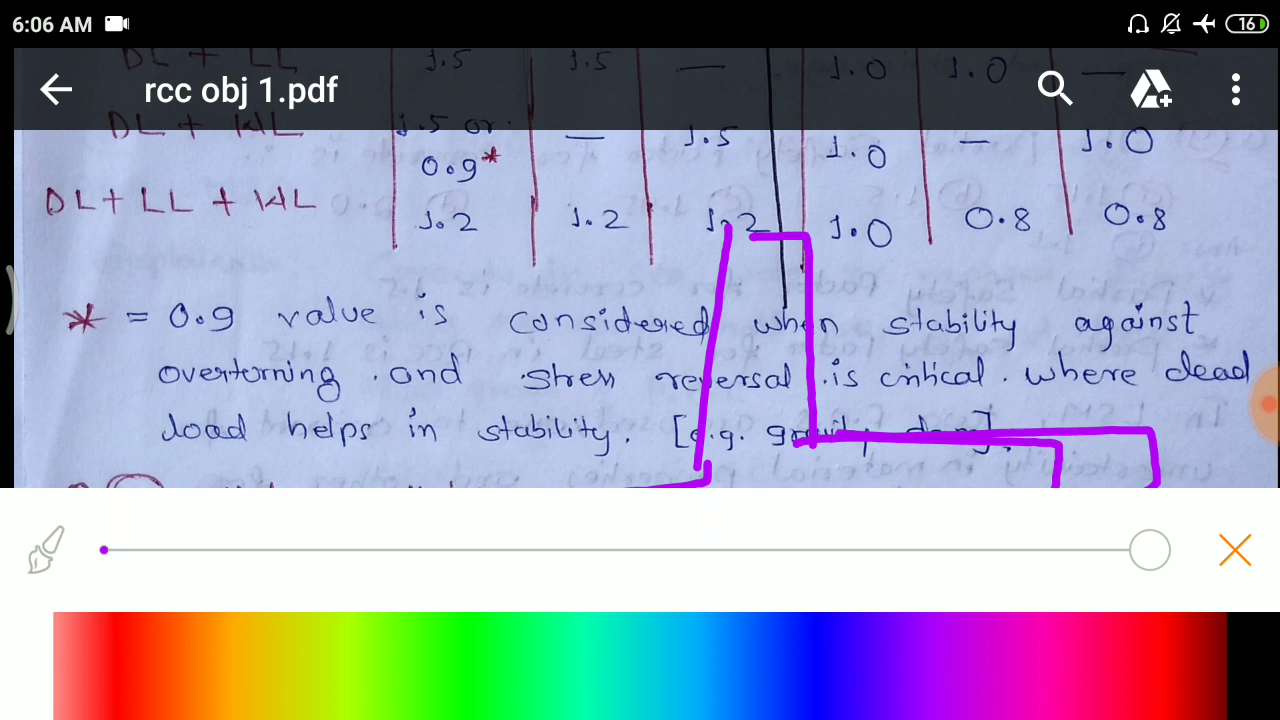 6:06 AM 16
rcc obj 1.pdf
DL + LL 1.5 1.5 — 1.0 1.0 —
DL + WL 1.5 or — 1.5 1.0 — 1.0
0.9*
DL + LL + WL 1.2 1.2 1.2 1.0 0.8 0.8
* = 0.9 value is considered when stability against
overtorning and stress reversal is critical where dead
load helps in stability. [e.g. gravity dam].